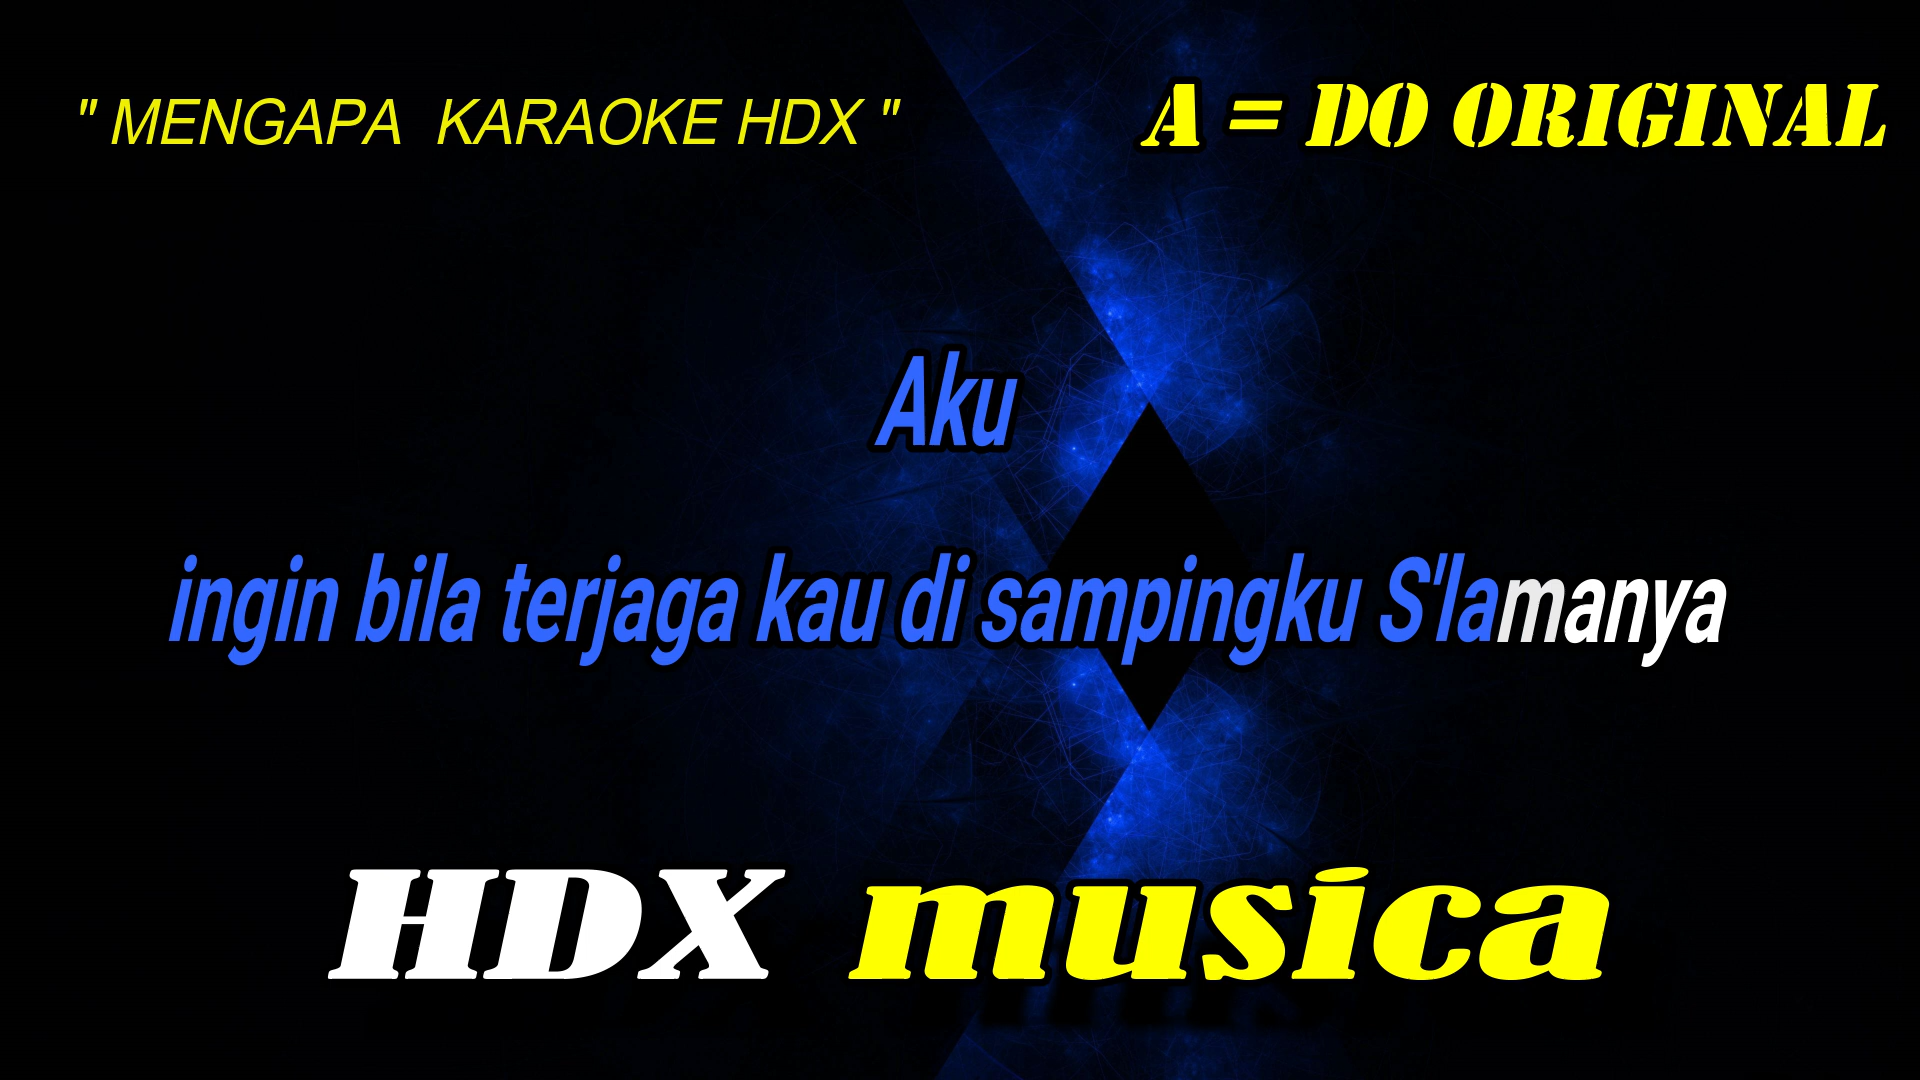 " MENGAPA  KARAOKE HDX "
A = DO ORIGINAL
Aku
ingin bila terjaga kau di sampingku S'lamanya
HDX musica